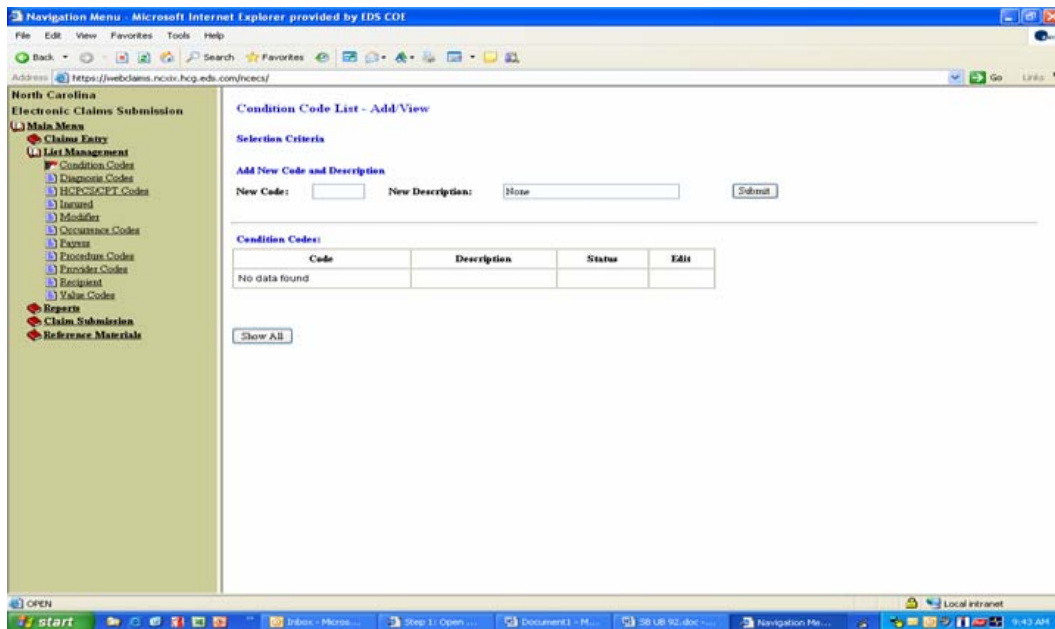 Navigation Menu - Microsoft Internet Explorer provided by EDS COE
File Edit View Favorites Tools Help
Back Search Favorites
Address https://webclaims.ncxix.hcg.eds.com/ncecs/ Go Links
North Carolina
Electronic Claims Submission
Main Menu
Claims Entry
List Management
Condition Codes
Diagnosis Codes
HCPCS/CPT Codes
Insured
Modifier
Occurrence Codes
Payers
Procedure Codes
Provider Codes
Recipient
Value Codes
Reports
Claim Submission
Reference Materials
Condition Code List - Add/View
Selection Criteria
Add New Code and Description
New Code: New Description: None Submit
Condition Codes:
Code Description Status Edit
No data found
Show All
OPEN Local intranet
start Inbox - Micros... Step 1: Open ... Document1 - M... SB UB 92.doc -... Navigation Me... 9:43 AM